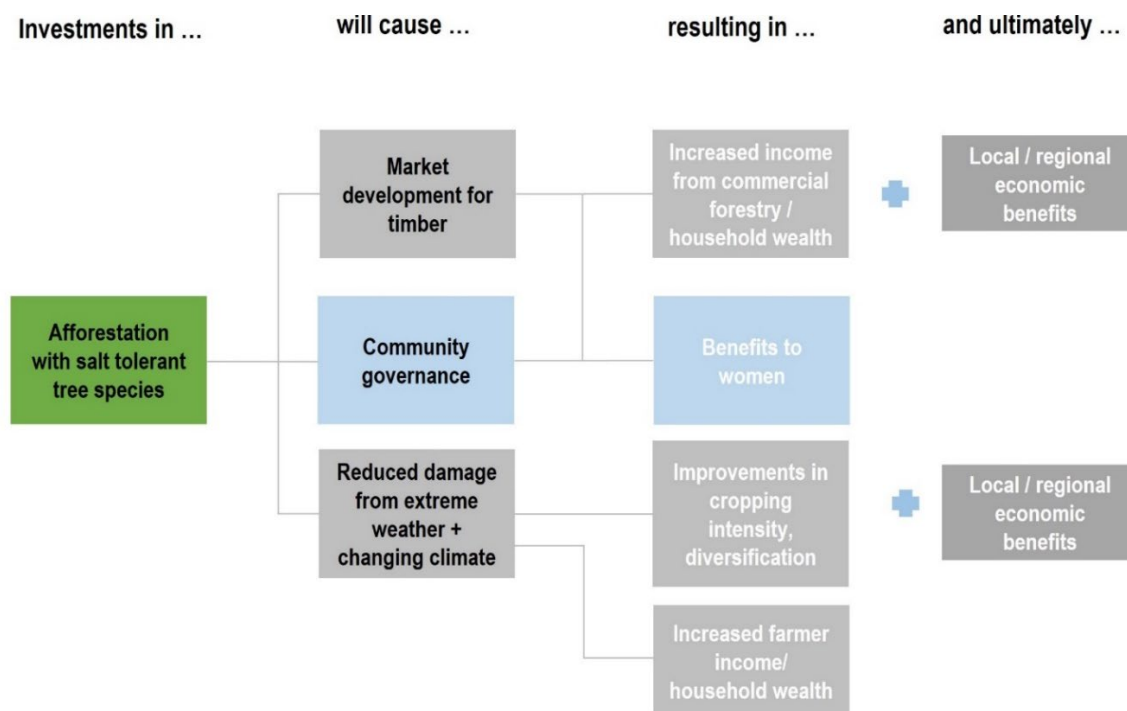 Investments in …
will cause …
resulting in …
and ultimately …
Market
development for
timber
Increased income
from commercial
forestry /
household wealth
Local / regional
economic
benefits
Afforestation
with salt tolerant
tree species
Community
governance
Benefits to
women
Reduced damage
from extreme
weather +
changing climate
Improvements in
cropping
intensity,
diversification
Local / regional
economic
benefits
Increased farmer
income/
household wealth